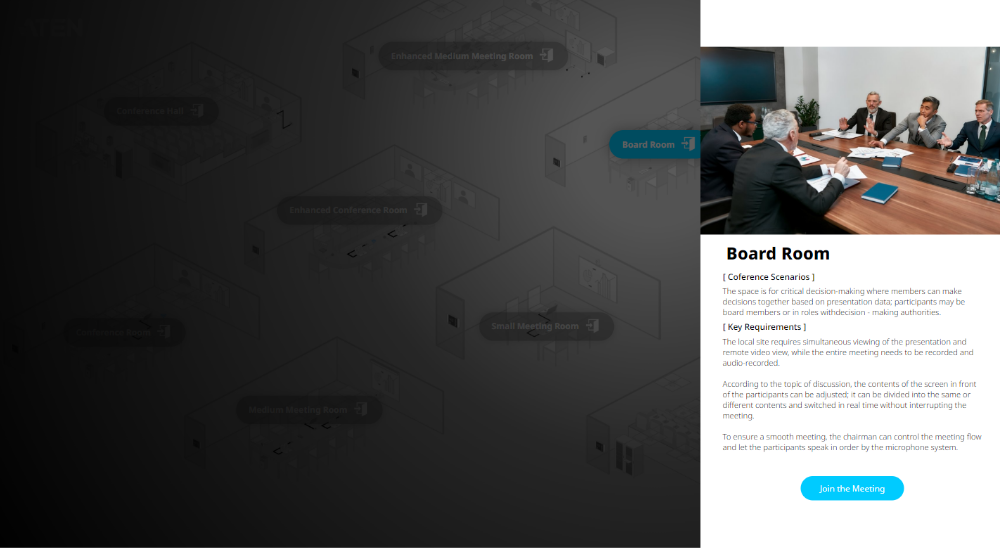 ATEN
Enhanced Medium Meeting Room
Conference Hall
Board Room
Enhanced Conference Room
Small Meeting Room
Conference Room
Medium Meeting Room
Board Room
[ Coference Scenarios ]
The space is for critical decision-making where members can make
decisions together based on presentation data; participants may be
board members or in roles withdecision - making authorities.
[ Key Requirements ]
The local site requires simultaneous viewing of the presentation and
remote video view, while the entire meeting needs to be recorded and
audio-recorded.
According to the topic of discussion, the contents of the screen in front
of the participants can be adjusted; it can be divided into the same or
different contents and switched in real time without interrupting the
meeting.
To ensure a smooth meeting, the chairman can control the meeting flow
and let the participants speak in order by the microphone system.
Join the Meeting